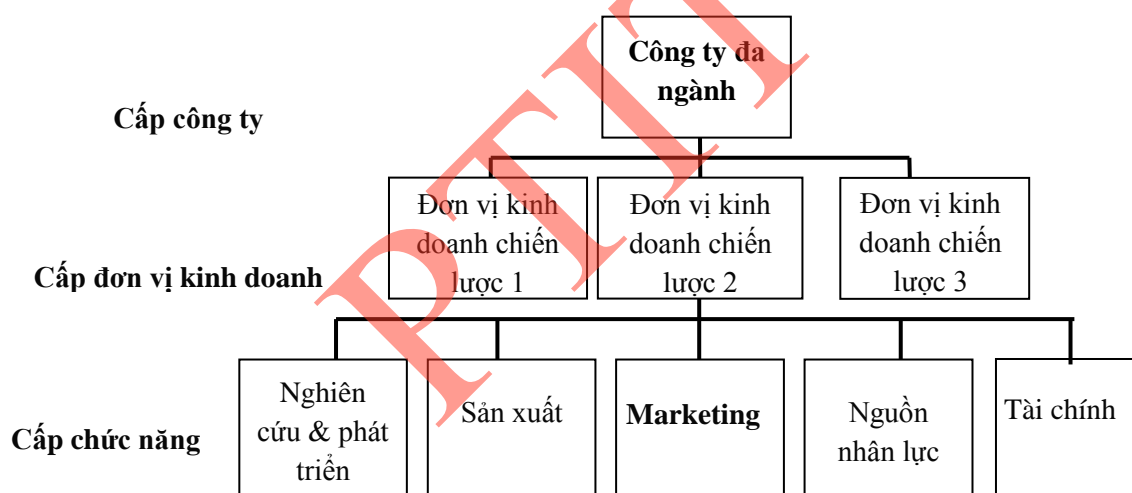 Công ty đa
ngành
Cấp công ty
Đơn vị kinh
doanh chiến
lược 1
Đơn vị kinh
doanh chiến
lược 2
Đơn vị kinh
doanh chiến
lược 3
Cấp đơn vị kinh doanh
Nghiên
cứu & phát
triển
Sản xuất
Marketing
Nguồn
nhân lực
Tài chính
Cấp chức năng
PTIT